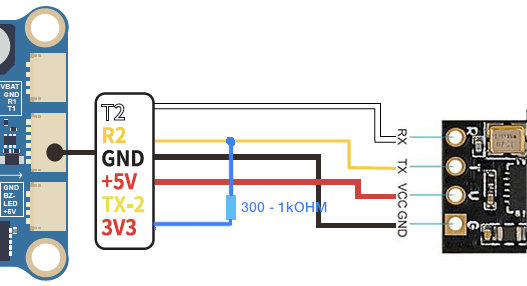 VBAT
GND
R1
T1
GND
BZ-
LED
+6V
T2
R2
GND
+5V
TX-2
3V3
300 - 1kOHM
RX
TX
VCC
GND
R
T
U
G